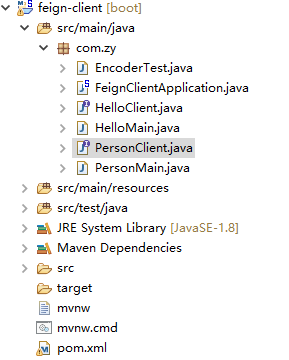 feign-client [boot]
src/main/java
com.zy
EncoderTest.java
FeignClientApplication.java
HelloClient.java
HelloMain.java
PersonClient.java
PersonMain.java
src/main/resources
src/test/java
JRE System Library [JavaSE-1.8]
Maven Dependencies
src
target
mvnw
mvnw.cmd
pom.xml